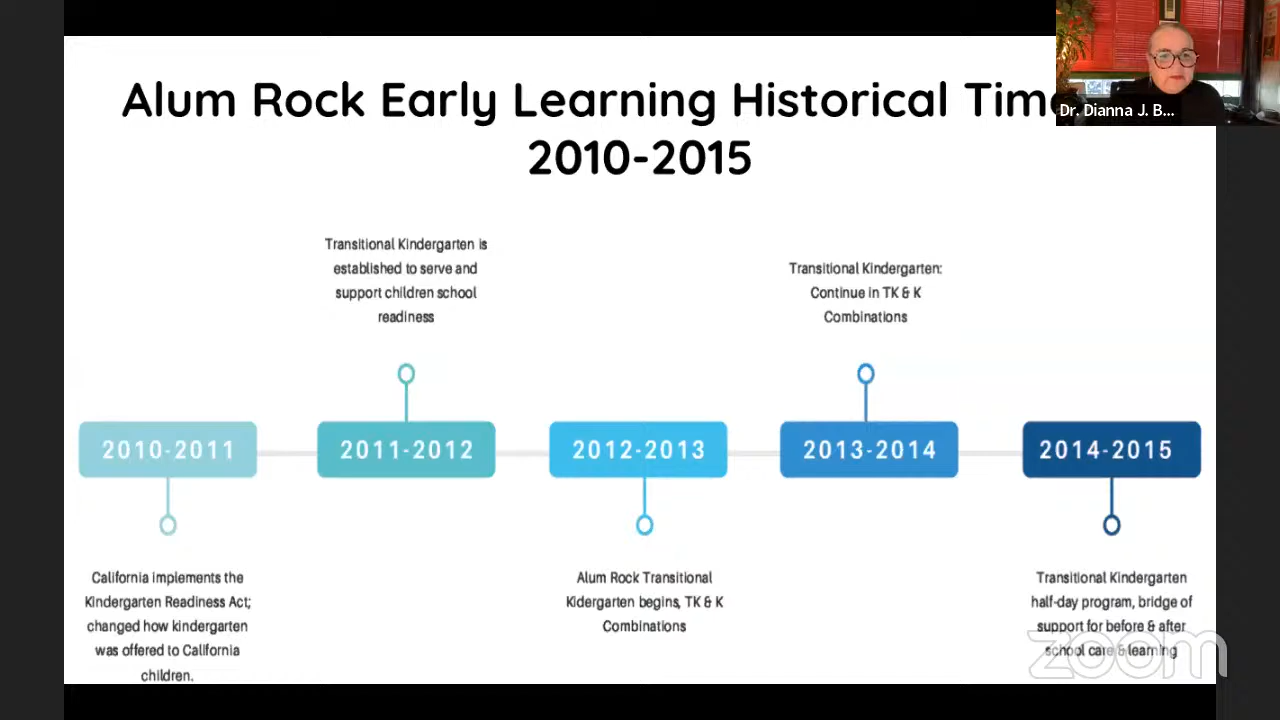 Alum Rock Early Learning Historical
2010-2015
Dr. Dianna J. B...
Transitional Kindergarten is
established to serve and
support children school
readiness
Transitional Kindergarten:
Continue in TK & K
Combinations
2010-2011
2011-2012
2012-2013
2013-2014
2014-2015
California implements the
Kindergarten Readiness Act;
changed how kindergarten
was offered to California
children.
Alum Rock Transitional
Kidergarten begins, TK & K
Combinations
Transitional Kindergarten
half-day program, bridge of
support for before & after
school care & learning
zoom